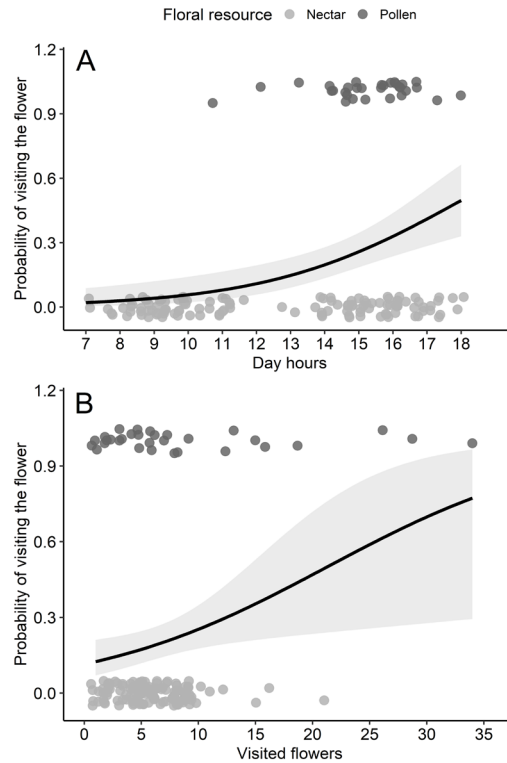 Floral resource Nectar Pollen
A
1.2
0.9
0.6
0.3
0.0
Probability of visiting the flower
7 8 9 10 11 12 13 14 15 16 17 18
Day hours
B
1.2
0.9
0.6
0.3
0.0
Probability of visiting the flower
0 5 10 15 20 25 30 35
Visited flowers